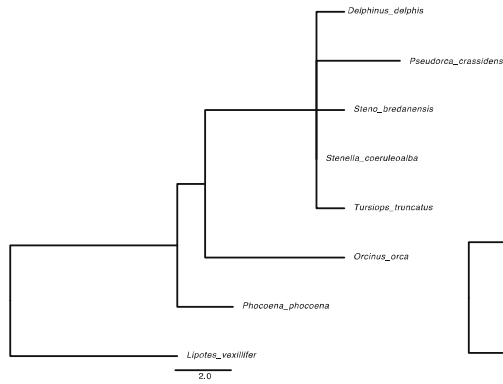 Delphinus_delphis
Pseudorca_crassidens
Steno_bredanensis
Stenella_coeruleoalba
Tursiops_truncatus
Orcinus_orca
Phocoena_phocoena
Lipotes_vexillifer
2.0